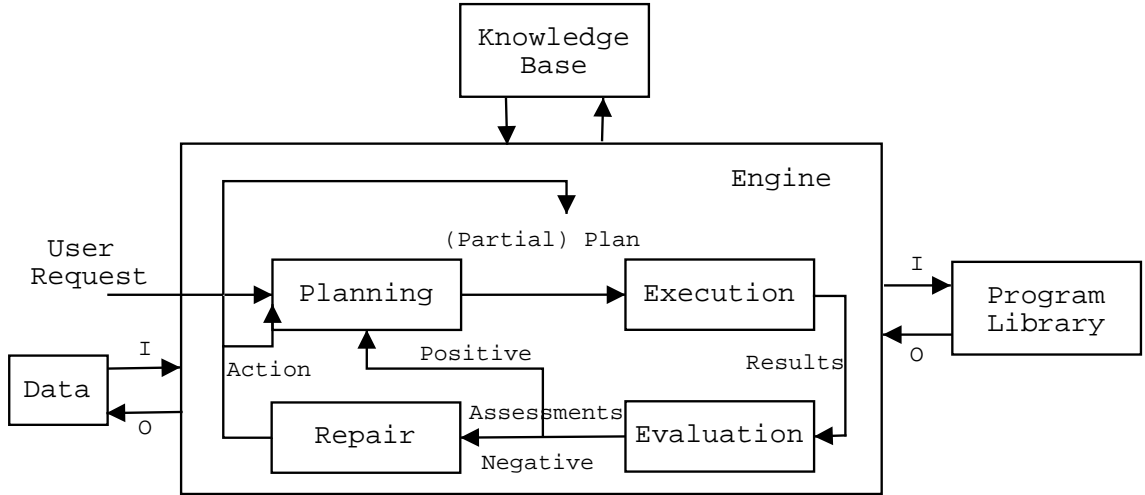 Knowledge
Base
Engine
(Partial) Plan
User
Request
Planning
Execution
I
Program
Library
O
Positive
Results
Action
I
Data
O
Assessments
Repair
Evaluation
Negative